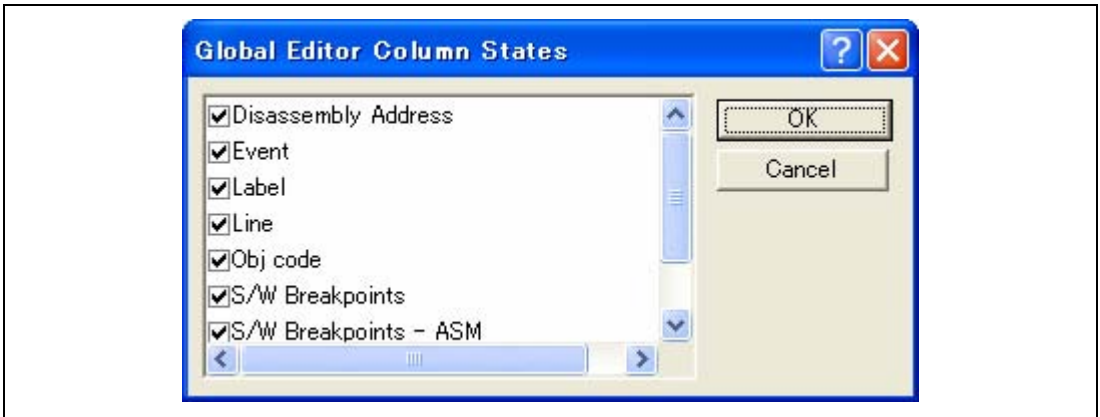 Global Editor Column States
Disassembly Address
Event
Label
Line
Obj code
S/W Breakpoints
S/W Breakpoints - ASM
OK
Cancel